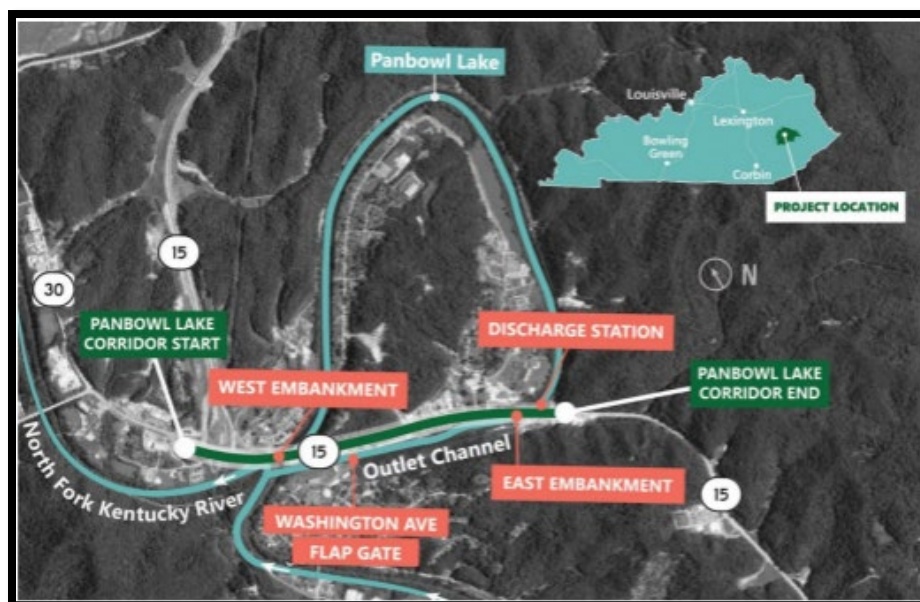 Panbowl Lake
Louisville
Lexington
Bowling
Green
Corbin
PROJECT LOCATION
N
15
30
PANBOWL LAKE
CORRIDOR START
DISCHARGE STATION
WEST EMBANKMENT
PANBOWL LAKE
CORRIDOR END
15
Outlet Channel
North Fork Kentucky River
EAST EMBANKMENT
15
WASHINGTON AVE
FLAP GATE